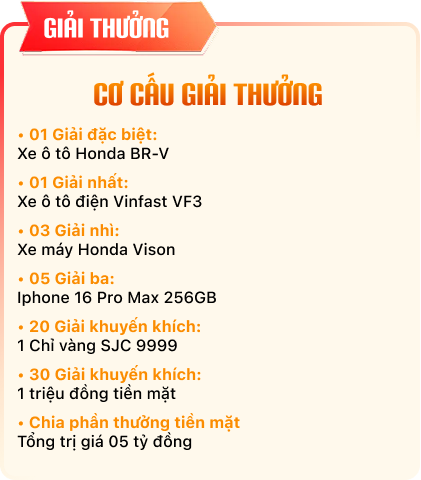 GIẢI THƯỞNG
CƠ CẤU GIẢI THƯỞNG
• 01 Giải đặc biệt:
Xe ô tô Honda BR-V
• 01 Giải nhất:
Xe ô tô điện Vinfast VF3
• 03 Giải nhì:
Xe máy Honda Vison
• 05 Giải ba:
Iphone 16 Pro Max 256GB
• 20 Giải khuyến khích:
1 Chỉ vàng SJC 9999
• 30 Giải khuyến khích:
1 triệu đồng tiền mặt
• Chia phần thưởng tiền mặt
Tổng trị giá 05 tỷ đồng